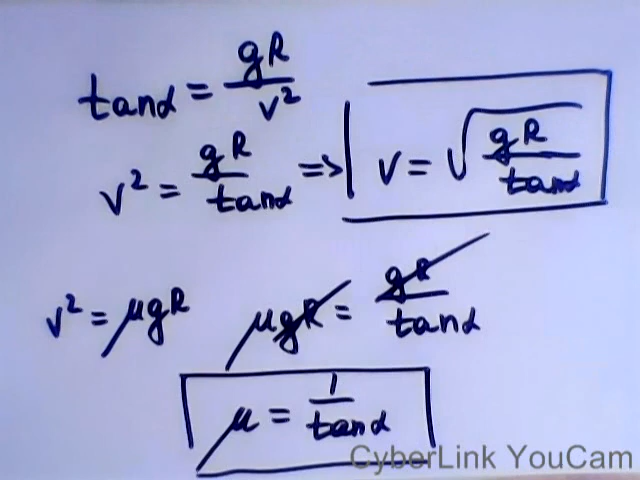 tanα = gR / v²
v² = gR / tanα => v = √(gR / tanα)
v² = μgR μgR = gR / tanα
μ = 1 / tanα
CyberLink YouCam